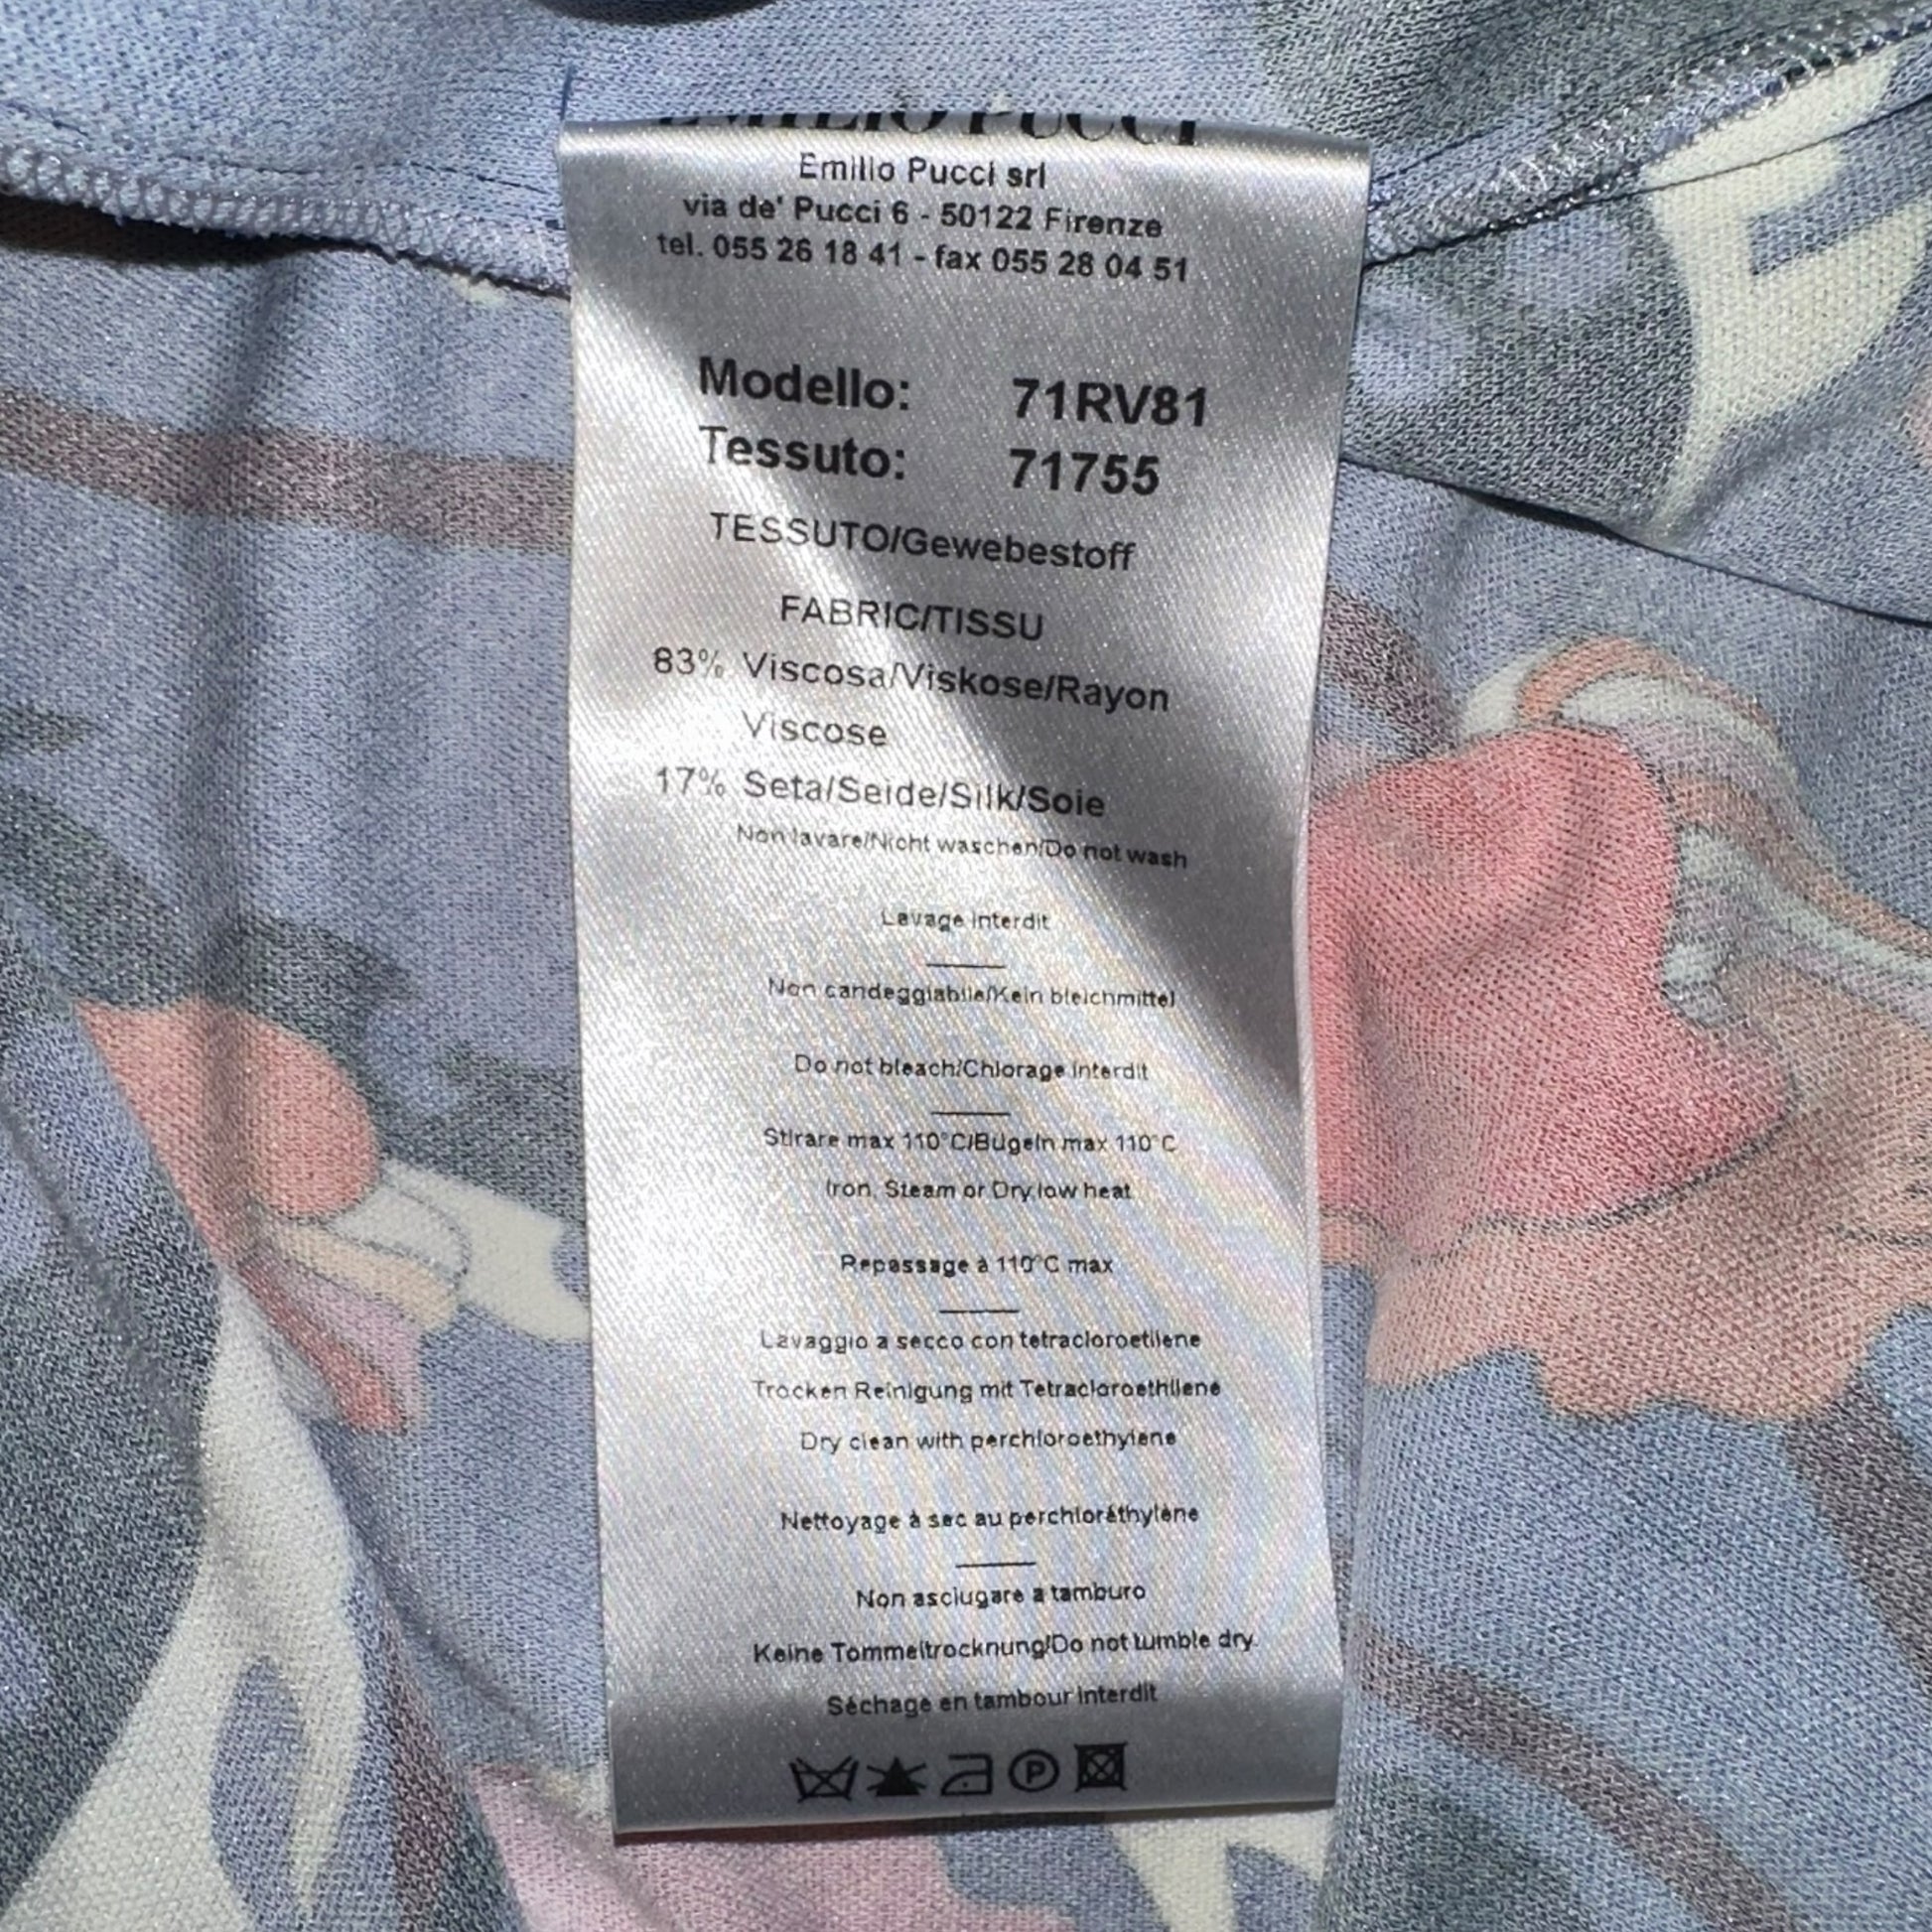 EMILIO PUCCI
Emilio Pucci srl
via de' Pucci 6 - 50122 Firenze
tel. 055 26 18 41 - fax 055 28 04 51
Modello: 71RV81
Tessuto: 71755
TESSUTO/Gewebestoff
FABRIC/TISSU
83% Viscosa/Viskose/Rayon
Viscose
17% Seta/Seide/Silk/Soie
Non lavare/Nicht waschen/Do not wash
Lavage interdit
Non candeggiabile/Kein bleichmittel
Do not bleach/Chlorage interdit
Stirare max 110°C/Bügeln max 110°C
Iron, Steam or Dry low heat
Repassage à 110°C max
Lavaggio a secco con tetracloroetilene
Trocken Reinigung mit Tetracloroethilene
Dry clean with perchloroethylene
Nettoyage à sec au perchloréthylène
Non asciugare a tamburo
Keine Tommeltrocknung/Do not tumble dry
Séchage en tambour interdit
P